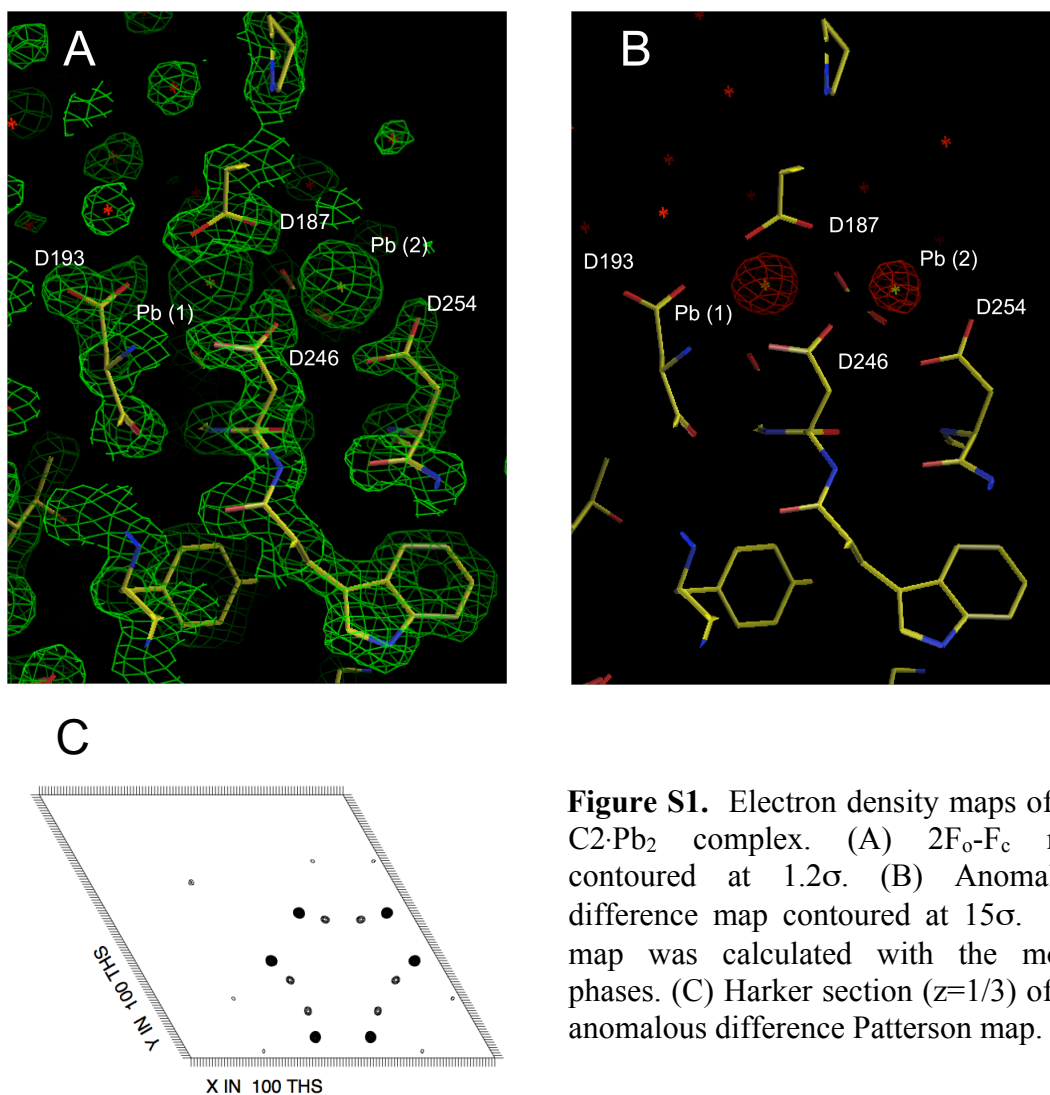 A
D187
Pb (2)
D193
Pb (1)
D254
D246
B
D187
D193
Pb (2)
Pb (1)
D254
D246
C
Y IN 100 THS
X IN 100 THS
Figure S1. Electron density maps of
C2·Pb₂ complex. (A) 2Fₒ-F_c
contoured at 1.2σ. (B) Anomal
difference map contoured at 15σ.
map was calculated with the mo
phases. (C) Harker section (z=1/3) of
anomalous difference Patterson map.